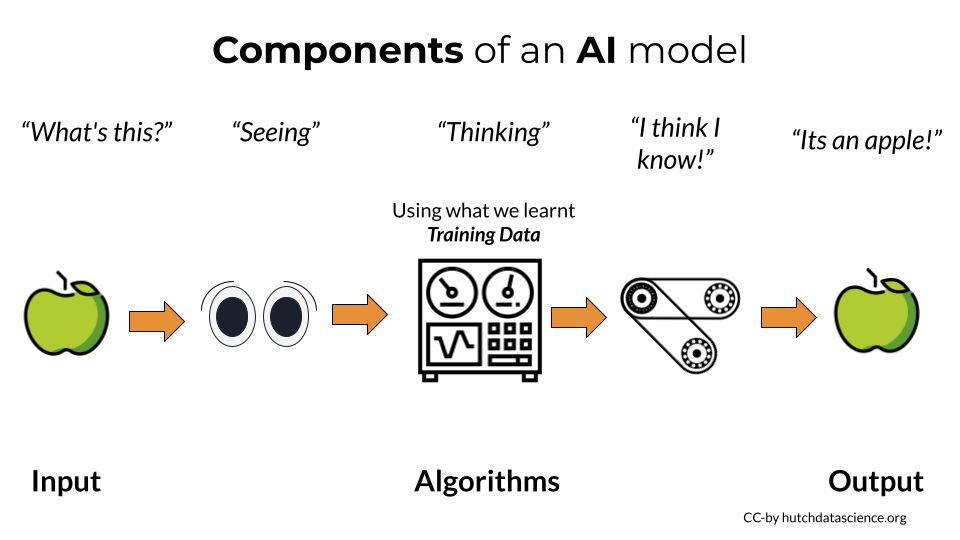 Components of an AI model
“What's this?”
“Seeing”
“Thinking”
“I think I
know!”
“Its an apple!”
Using what we learnt
Training Data
Input
Algorithms
Output
CC-by hutchdatascience.org